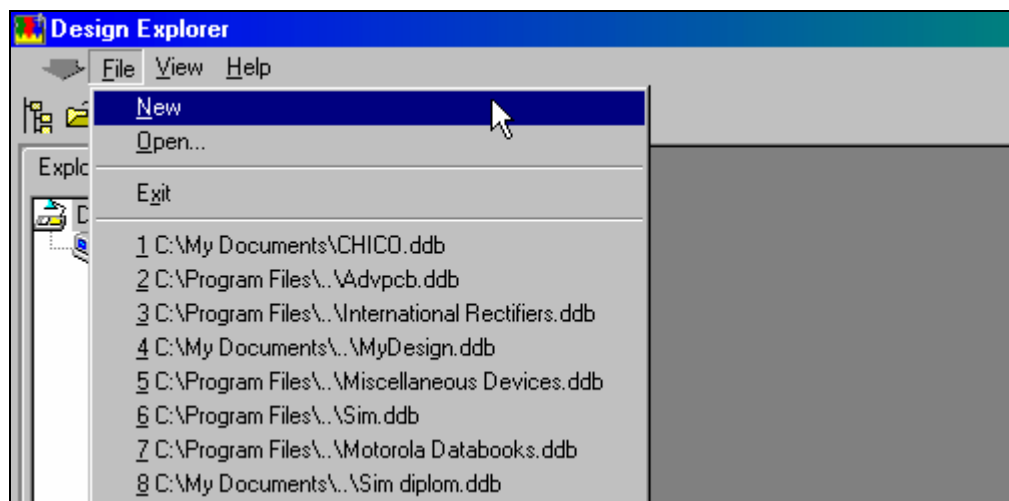 Design Explorer
File View Help
New
Open...
Explo
Exit
D
1 C:\My Documents\CHICO.ddb
2 C:\Program Files\..\Advpcb.ddb
3 C:\Program Files\..\International Rectifiers.ddb
4 C:\My Documents\..\MyDesign.ddb
5 C:\Program Files\..\Miscellaneous Devices.ddb
6 C:\Program Files\..\Sim.ddb
7 C:\Program Files\..\Motorola Databooks.ddb
8 C:\My Documents\..\Sim diplom.ddb